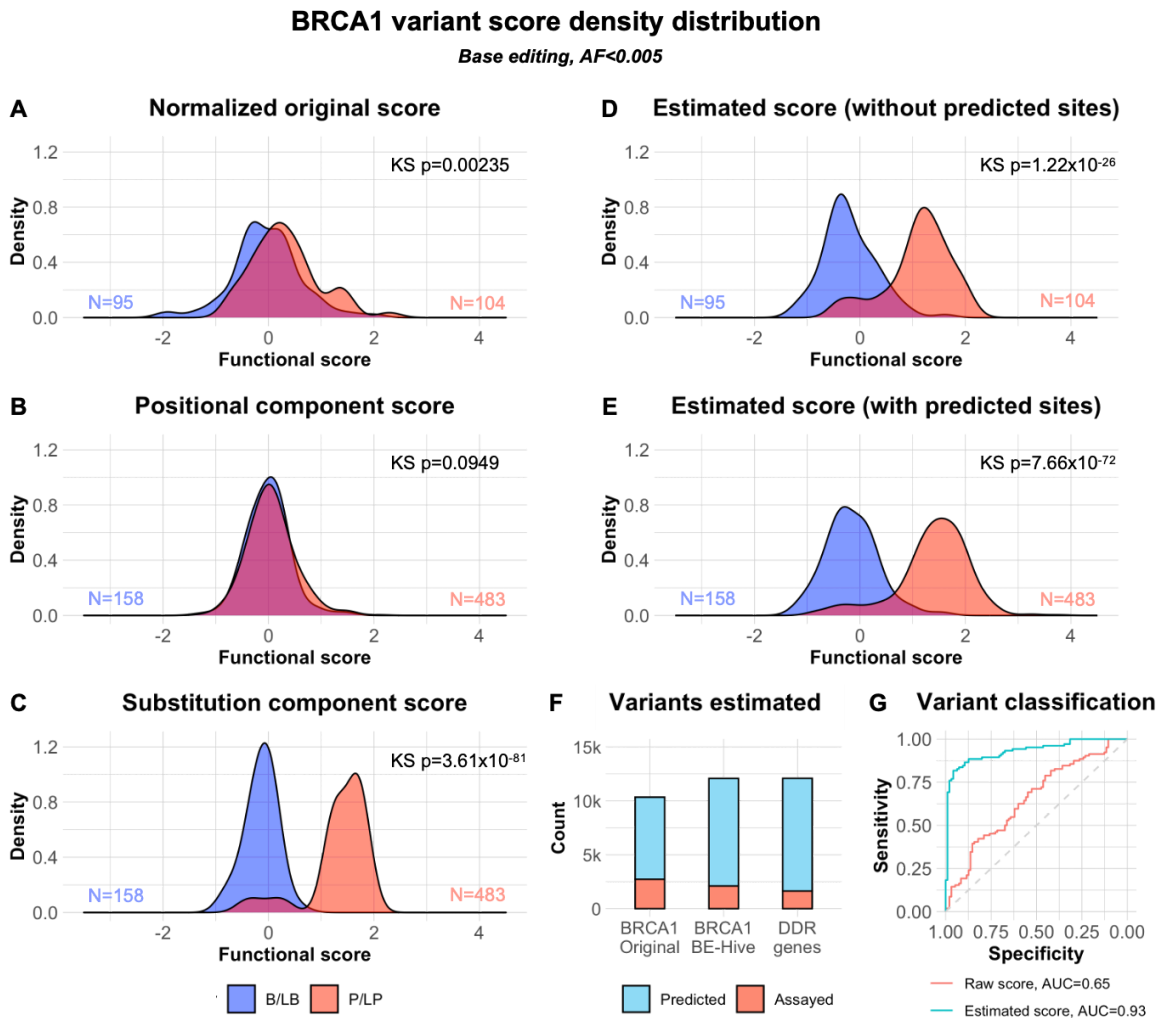 BRCA1 variant score density distribution
Base editing, AF<0.005
A
Normalized original score
KS p=0.00235
1.2
0.8
0.4
0.0
Density
N=95
N=104
-2
0
2
4
Functional score
B
Positional component score
KS p=0.0949
1.2
0.8
0.4
0.0
Density
N=158
N=483
-2
0
2
4
Functional score
C
Substitution component score
KS p=3.61x10-81
1.2
0.8
0.4
0.0
Density
N=158
N=483
-2
0
2
4
Functional score
B/LB
P/LP
D
Estimated score (without predicted sites)
KS p=1.22x10-26
1.2
0.8
0.4
0.0
Density
N=95
N=104
-2
0
2
4
Functional score
E
Estimated score (with predicted sites)
KS p=7.66x10-72
1.2
0.8
0.4
0.0
Density
N=158
N=483
-2
0
2
4
Functional score
F
Variants estimated
15k
10k
5k
0
Count
BRCA1
Original
BRCA1
BE-Hive
DDR
genes
Predicted
Assayed
G
Variant classification
1.00
0.75
0.50
0.25
0.00
Sensitivity
1.00
0.75
0.50
0.25
0.00
Specificity
Raw score, AUC=0.65
Estimated score, AUC=0.93